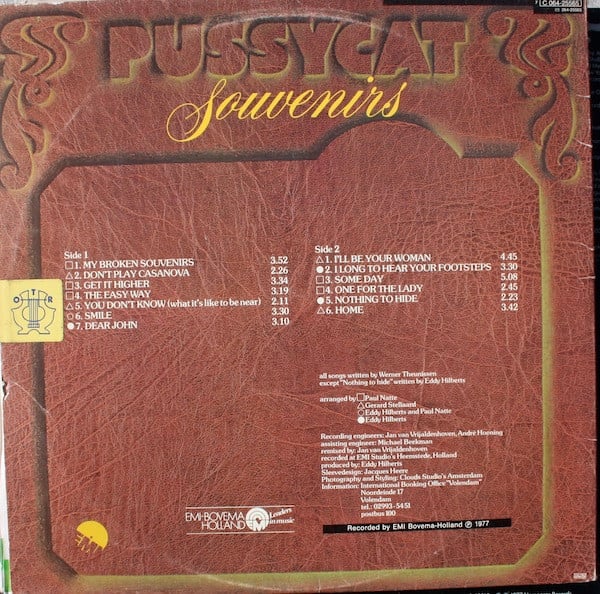 7 C 064-25565
PUSSYCAT
Souvenirs
Side 1
□ 1. MY BROKEN SOUVENIRS 3.52
△ 2. DON'T PLAY CASANOVA 2.26
□ 3. GET IT HIGHER 3.34
□ 4. THE EASY WAY 3.19
△ 5. YOU DON'T KNOW (what it's like to be near) 2.11
○ 6. SMILE 3.30
● 7. DEAR JOHN 3.10
Side 2
△ 1. I'LL BE YOUR WOMAN 4.45
● 2. I LONG TO HEAR YOUR FOOTSTEPS 3.30
□ 3. SOME DAY 5.08
□ 4. ONE FOR THE LADY 2.45
● 5. NOTHING TO HIDE 2.23
△ 6. HOME 3.42
O T R
all songs written by Werner Theunissen
except "Nothing to hide" written by Eddy Hilberts
arranged by □ Paul Natte
△ Gerard Stellaard
○ Eddy Hilberts and Paul Natte
● Eddy Hilberts
Recording engineers: Jan van Vrijaldenhoven, André Hooning
assisting engineer: Michael Beekman
remixed by: Jan van Vrijaldenhoven
recorded at EMI Studio's Heemstede, Holland
produced by: Eddy Hilberts
Sleevedesign: Jacques Heere
Photography and Styling: Clouds Studio's Amsterdam
Information: International Booking Office "Volendam"
Noordeinde 17
Volendam
tel.: 02993-5451
postbus 100
EMI-BOVEMA
HOLLAND
Leaders
in music
Recorded by EMI Bovema-Holland ℗ 1977